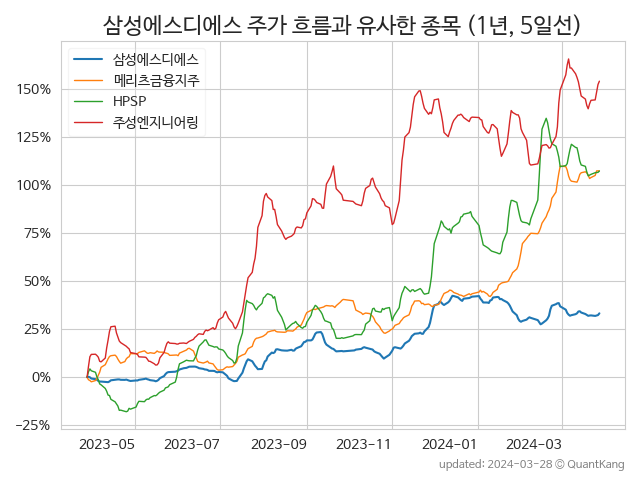 삼성에스디에스 주가 흐름과 유사한 종목 (1년, 5일선)
삼성에스디에스
메리츠금융지주
HPSP
주성엔지니어링
150%
125%
100%
75%
50%
25%
0%
−25%
2023-05 2023-07 2023-09 2023-11 2024-01 2024-03
updated: 2024-03-28 © QuantKang